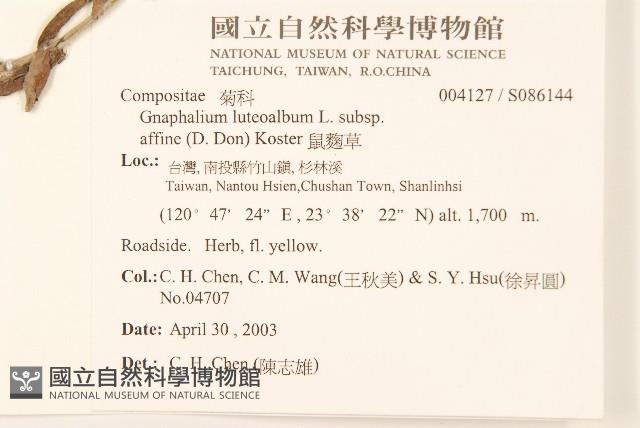 國立自然科學博物館
NATIONAL MUSEUM OF NATURAL SCIENCE
TAICHUNG, TAIWAN, R.O.CHINA
Compositae 菊科 004127 / S086144
Gnaphalium luteoalbum L. subsp.
affine (D. Don) Koster 鼠麴草
Loc.: 台灣, 南投縣竹山鎮, 杉林溪
Taiwan, Nantou Hsien,Chushan Town, Shanlinhsi
(120° 47' 24" E , 23° 38' 22" N) alt. 1,700 m.
Roadside. Herb, fl. yellow.
Col.: C. H. Chen, C. M. Wang(王秋美) & S. Y. Hsu(徐昇圓)
No.04707
Date: April 30 , 2003
Det.: C. H. Chen (陳志雄)
國立自然科學博物館
NATIONAL MUSEUM OF NATURAL SCIENCE